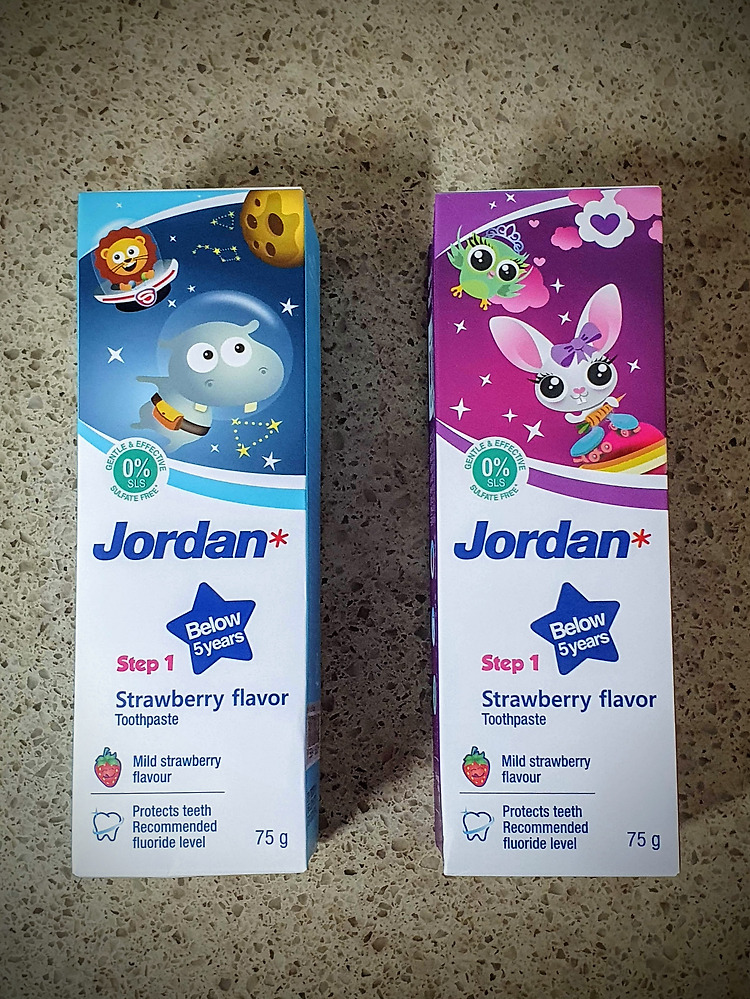 GENTLE & EFFECTIVE
0%
SLS
SULFATE FREE*
Jordan*
Below
5years
Step 1
Strawberry flavor
Toothpaste
Mild strawberry
flavour
Protects teeth
Recommended
fluoride level
75 g
GENTLE & EFFECTIVE
0%
SLS
SULFATE FREE*
Jordan*
Below
5years
Step 1
Strawberry flavor
Toothpaste
Mild strawberry
flavour
Protects teeth
Recommended
fluoride level
75 g